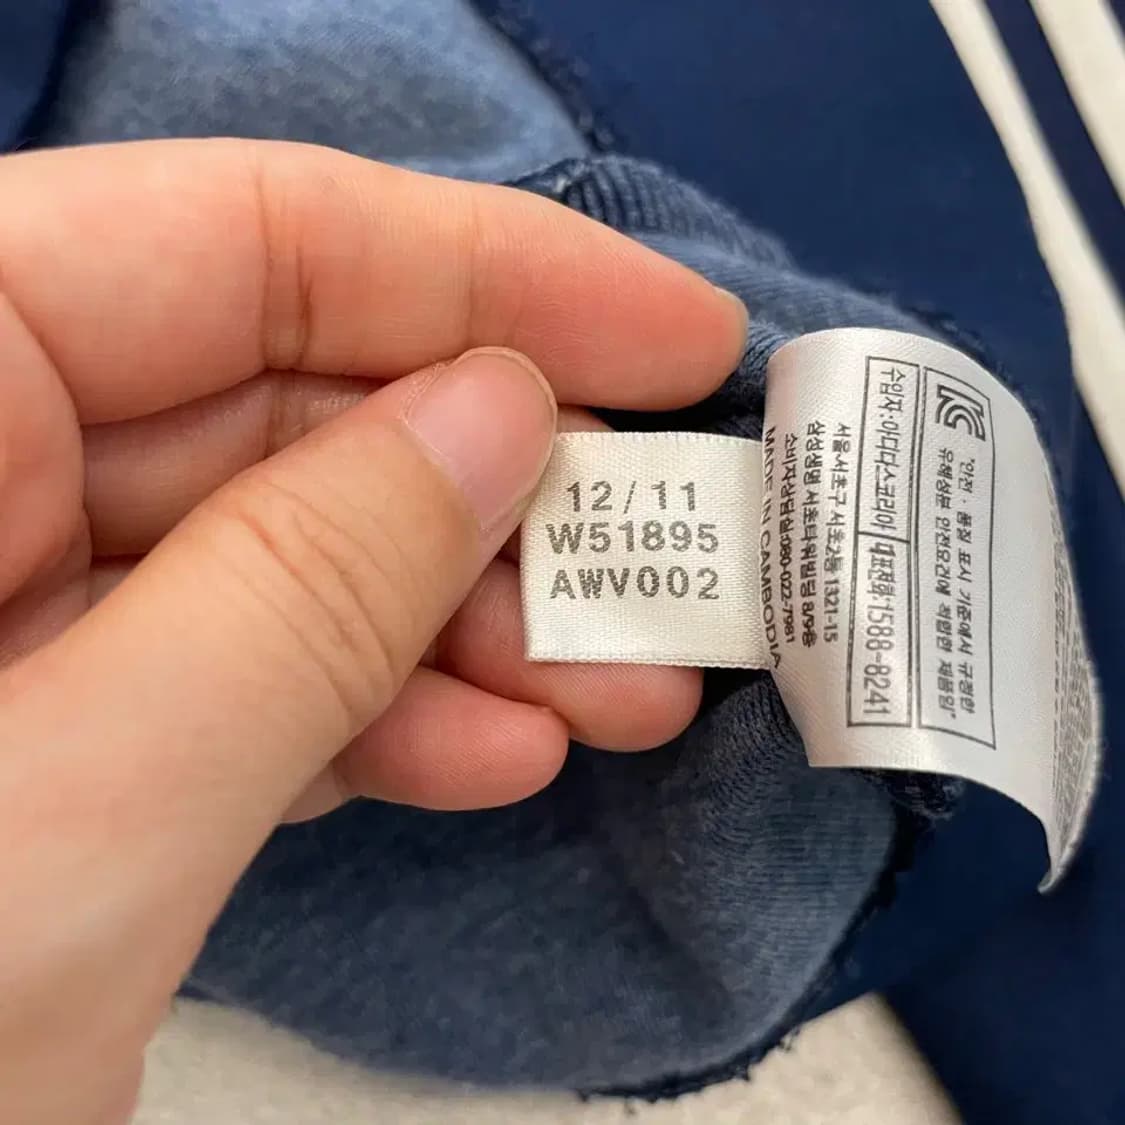 12/11
W51895
AWV002
KC
"안전·품질 표시 기준에서 규정한
유해성분 안전요건에 적합한 제품임"
수입자:아디다스코리아 대표전화:1588-8241
서울서초구 서초2동 1321-15
삼성생명 서초타워빌딩 8/9층
소비자상담실:080-022-7981
MADE IN CAMBODIA